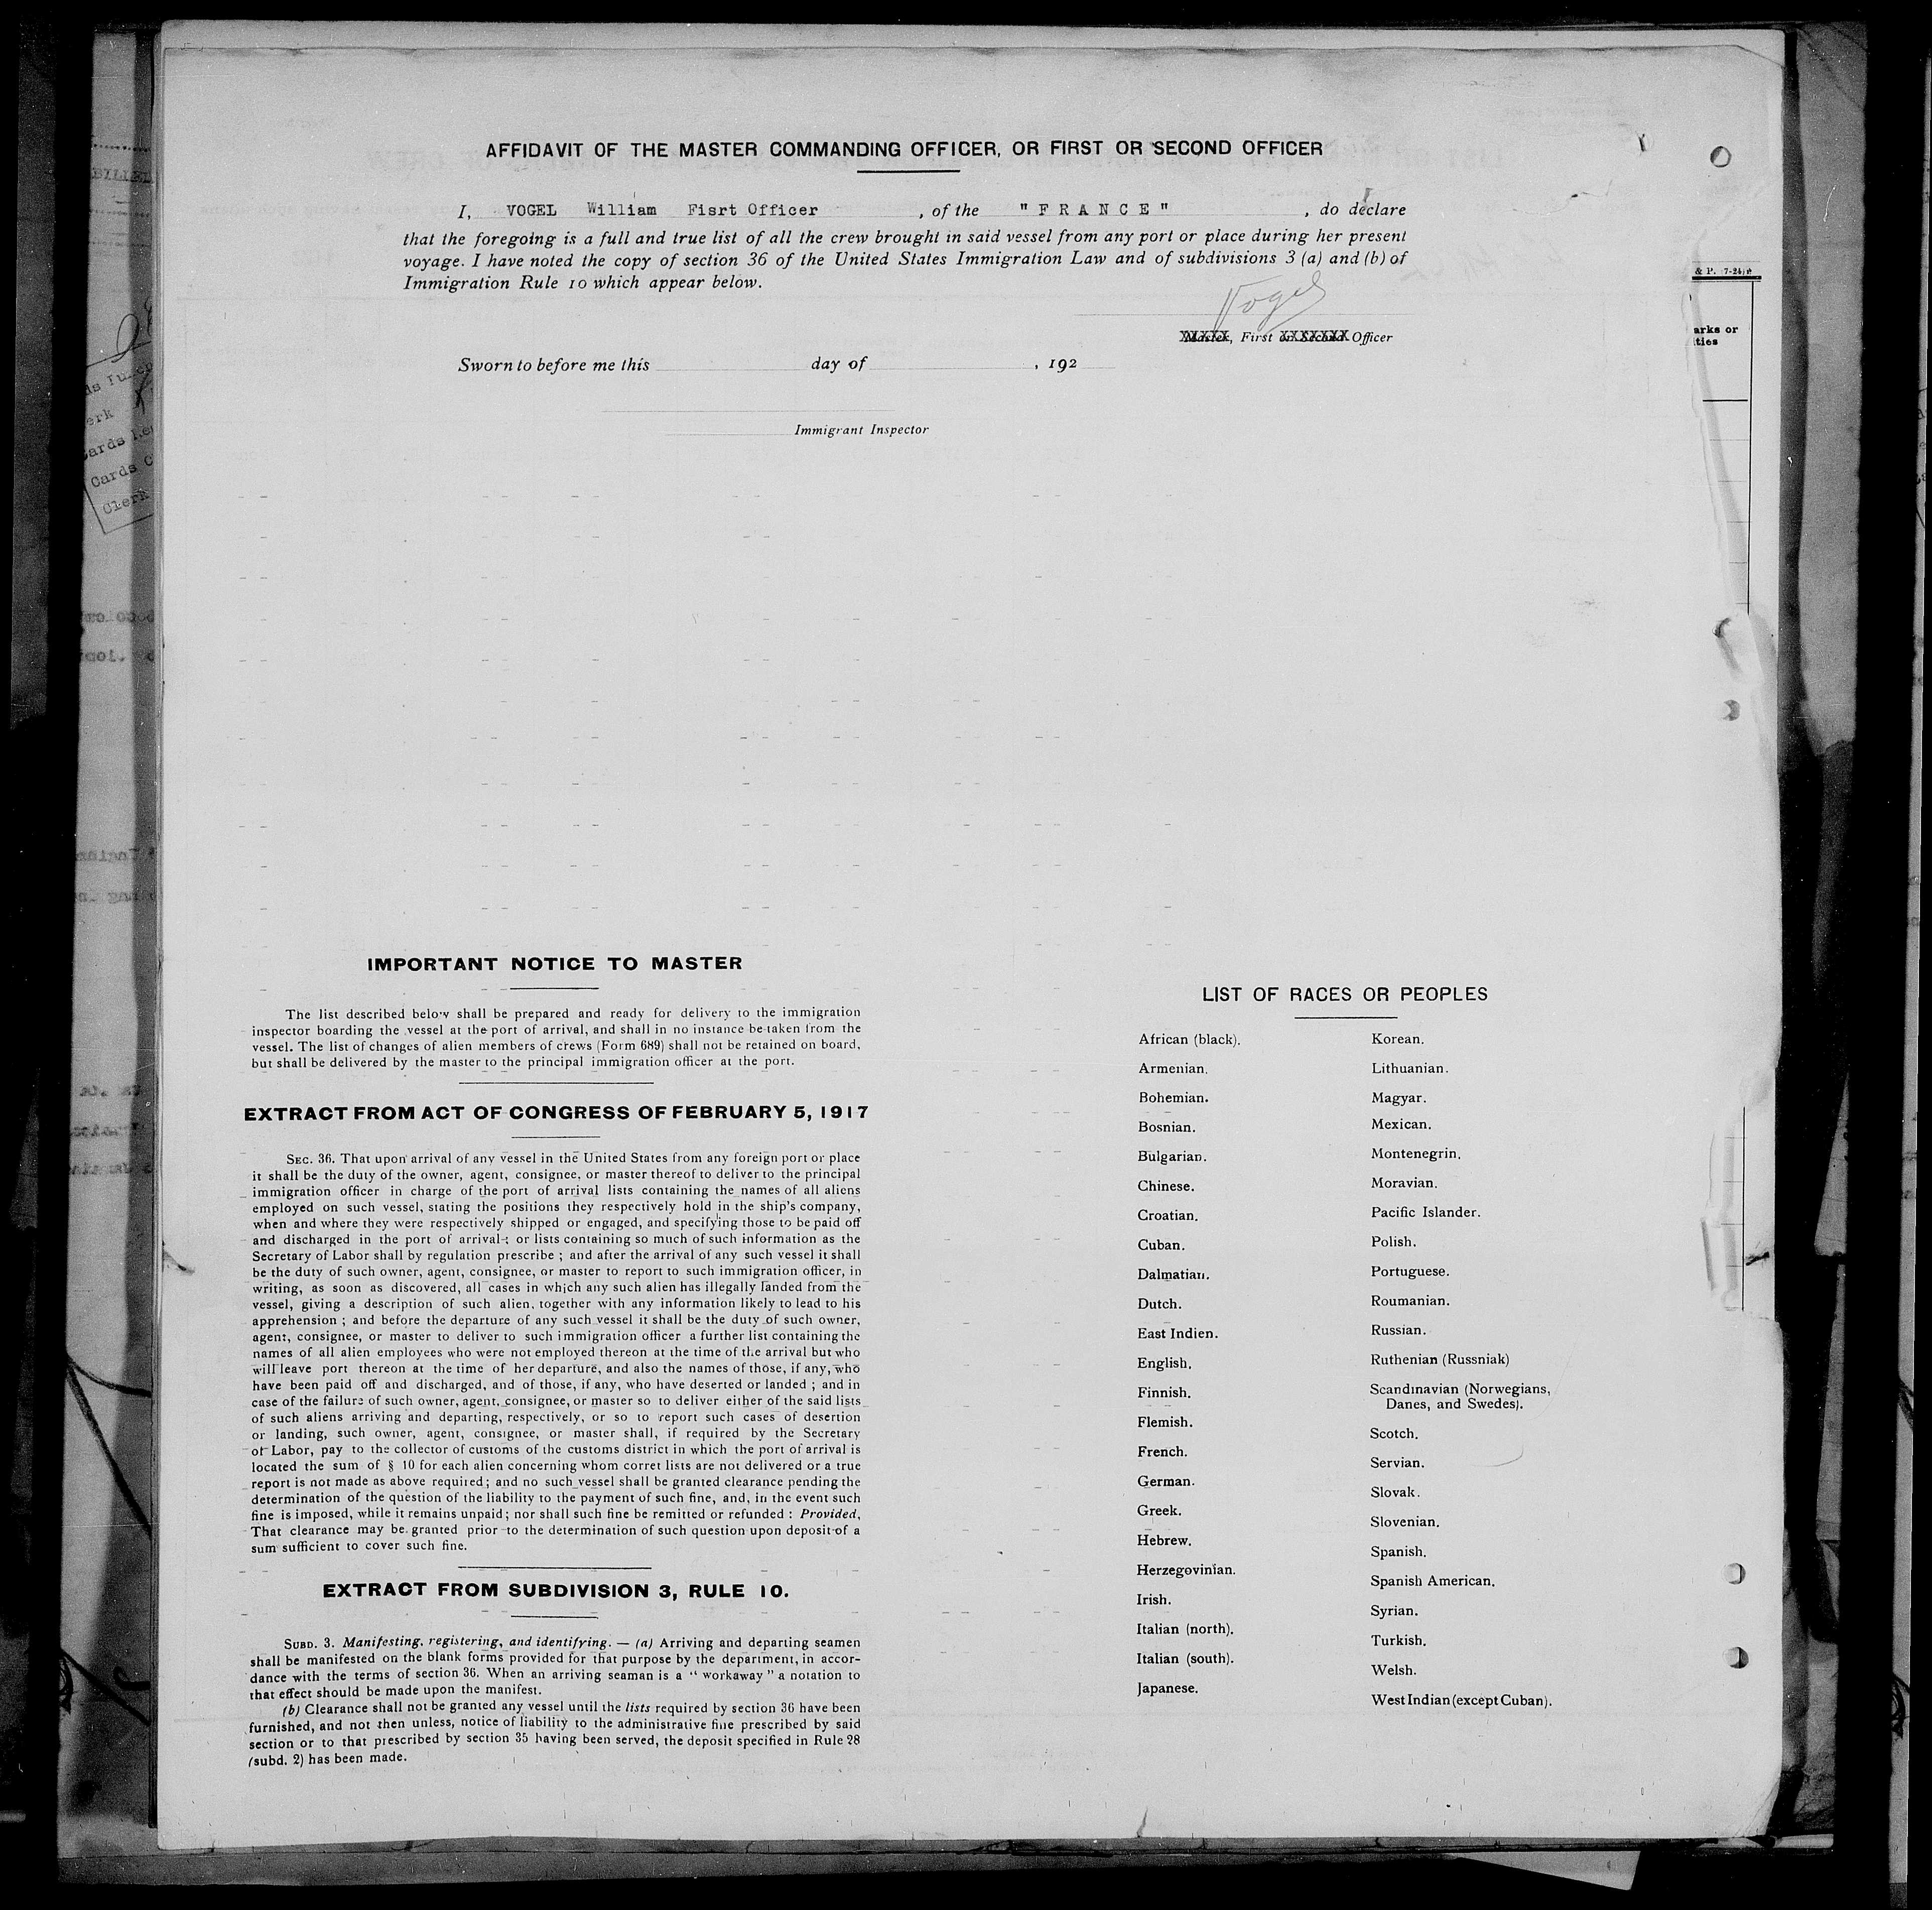 AFFIDAVIT OF THE MASTER COMMANDING OFFICER, OR FIRST OR SECOND OFFICER
I, VOGEL William Fisrt Officer , of the "FRANCE" , do declare
that the foregoing is a full and true list of all the crew brought in said vessel from any port or place during her present
voyage. I have noted the copy of section 36 of the United States Immigration Law and of subdivisions 3 (a) and (b) of
Immigration Rule 10 which appear below.
Vogel
Master, First or Second Officer
Sworn to before me this day of , 192
Immigrant Inspector
IMPORTANT NOTICE TO MASTER
The list described below shall be prepared and ready for delivery to the immigration
inspector boarding the vessel at the port of arrival, and shall in no instance be taken from the
vessel. The list of changes of alien members of crews (Form 689) shall not be retained on board,
but shall be delivered by the master to the principal immigration officer at the port.
EXTRACT FROM ACT OF CONGRESS OF FEBRUARY 5, 1917
SEC. 36. That upon arrival of any vessel in the United States from any foreign port or place
it shall be the duty of the owner, agent, consignee, or master thereof to deliver to the principal
immigration officer in charge of the port of arrival lists containing the names of all aliens
employed on such vessel, stating the positions they respectively hold in the ship's company,
when and where they were respectively shipped or engaged, and specifying those to be paid off
and discharged in the port of arrival ; or lists containing so much of such information as the
Secretary of Labor shall by regulation prescribe ; and after the arrival of any such vessel it shall
be the duty of such owner, agent, consignee, or master to report to such immigration officer, in
writing, as soon as discovered, all cases in which any such alien has illegally landed from the
vessel, giving a description of such alien, together with any information likely to lead to his
apprehension ; and before the departure of any such vessel it shall be the duty of such owner,
agent, consignee, or master to deliver to such immigration officer a further list containing the
names of all alien employees who were not employed thereon at the time of the arrival but who
will leave port thereon at the time of her departure, and also the names of those, if any, who
have been paid off and discharged, and of those, if any, who have deserted or landed ; and in
case of the failure of such owner, agent, consignee, or master so to deliver either of the said lists
of such aliens arriving and departing, respectively, or so to report such cases of desertion
or landing, such owner, agent, consignee, or master shall, if required by the Secretary
of Labor, pay to the collector of customs of the customs district in which the port of arrival is
located the sum of § 10 for each alien concerning whom corret lists are not delivered or a true
report is not made as above required ; and no such vessel shall be granted clearance pending the
determination of the question of the liability to the payment of such fine, and, in the event such
fine is imposed, while it remains unpaid ; nor shall such fine be remitted or refunded : Provided,
That clearance may be granted prior to the determination of such question upon deposit of a
sum sufficient to cover such fine.
EXTRACT FROM SUBDIVISION 3, RULE 10.
SUBD. 3. Manifesting, registering, and identifying. — (a) Arriving and departing seamen
shall be manifested on the blank forms provided for that purpose by the department, in accor-
dance with the terms of section 36. When an arriving seaman is a “ workaway ” a notation to
that effect should be made upon the manifest.
(b) Clearance shall not be granted any vessel until the lists required by section 36 have been
furnished, and not then unless, notice of liability to the administrative fine prescribed by said
section or to that prescribed by section 35 having been served, the deposit specified in Rule 28
(subd. 2) has been made.
LIST OF RACES OR PEOPLES
African (black).
Armenian.
Bohemian.
Bosnian.
Bulgarian.
Chinese.
Croatian.
Cuban.
Dalmatian.
Dutch.
East Indien.
English.
Finnish.
Flemish.
French.
German.
Greek.
Hebrew.
Herzegovinian.
Irish.
Italian (north).
Italian (south).
Japanese.
Korean.
Lithuanian.
Magyar.
Mexican.
Montenegrin.
Moravian.
Pacific Islander.
Polish.
Portuguese.
Roumanian.
Russian.
Ruthenian (Russniak)
Scandinavian (Norwegians,
Danes, and Swedes).
Scotch.
Servian.
Slovak.
Slovenian.
Spanish.
Spanish American.
Syrian.
Turkish.
Welsh.
West Indian (except Cuban).
& P. 7-24)
arks or
ties
erk
Cards
Clerk